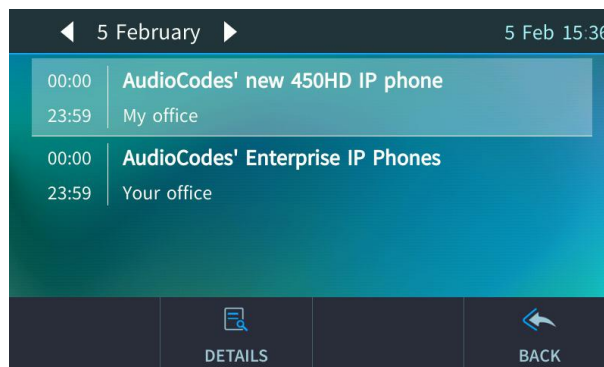 5 February
5 Feb 15:36
00:00 AudioCodes' new 450HD IP phone
23:59 My office
00:00 AudioCodes' Enterprise IP Phones
23:59 Your office
DETAILS
BACK